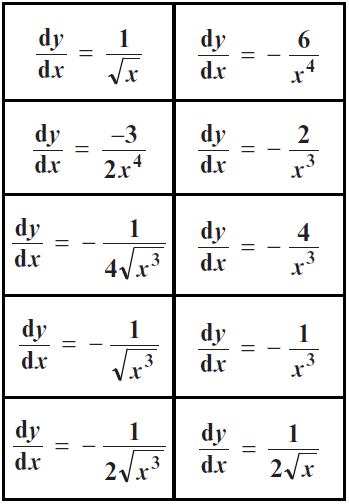 dy/dx = 1/√x
dy/dx = − 6/x⁴
dy/dx = −3/2x⁴
dy/dx = − 2/x³
dy/dx = − 1/4√x³
dy/dx = − 4/x³
dy/dx = − 1/√x³
dy/dx = − 1/x³
dy/dx = − 1/2√x³
dy/dx = 1/2√x